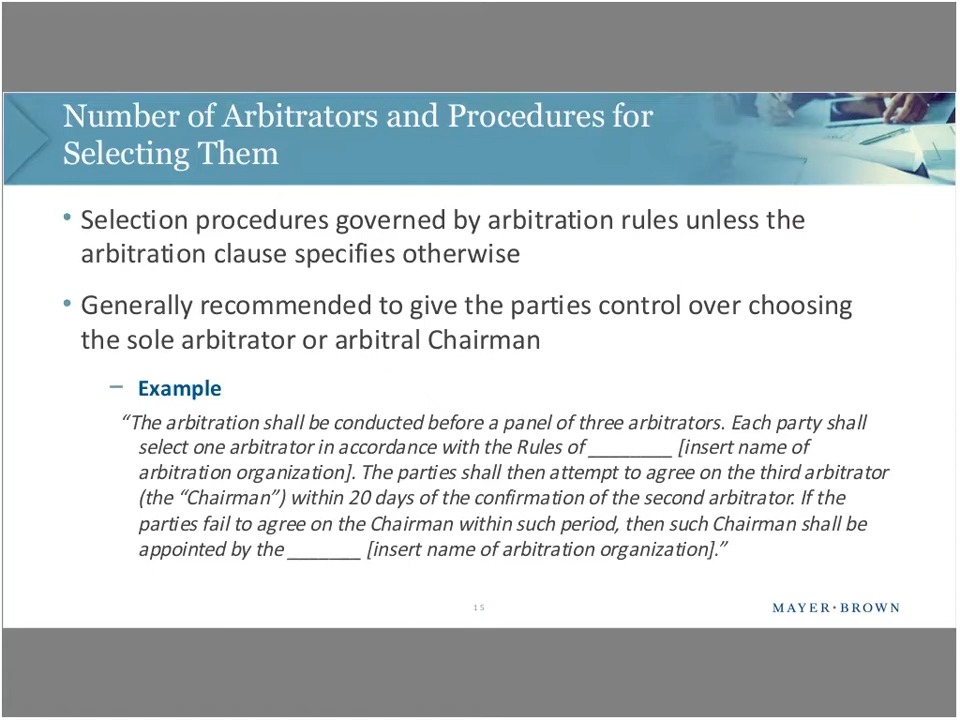 Number of Arbitrators and Procedures for
Selecting Them
• Selection procedures governed by arbitration rules unless the
arbitration clause specifies otherwise
• Generally recommended to give the parties control over choosing
the sole arbitrator or arbitral Chairman
– Example
“The arbitration shall be conducted before a panel of three arbitrators. Each party shall
select one arbitrator in accordance with the Rules of ________ [insert name of
arbitration organization]. The parties shall then attempt to agree on the third arbitrator
(the “Chairman”) within 20 days of the confirmation of the second arbitrator. If the
parties fail to agree on the Chairman within such period, then such Chairman shall be
appointed by the _______ [insert name of arbitration organization].”
15
MAYER•BROWN